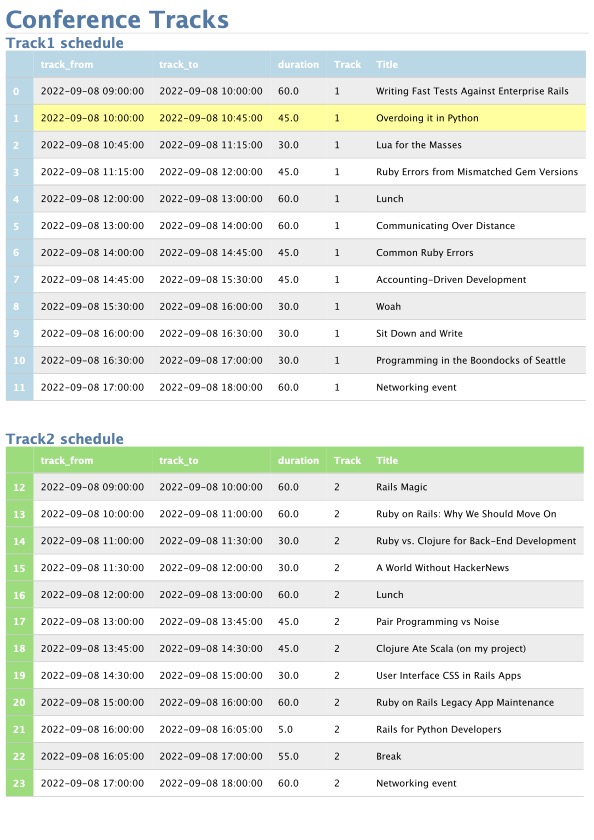 Conference Tracks
Track1 schedule
track_from track_to duration Track Title
0 2022-09-08 09:00:00 2022-09-08 10:00:00 60.0 1 Writing Fast Tests Against Enterprise Rails
1 2022-09-08 10:00:00 2022-09-08 10:45:00 45.0 1 Overdoing it in Python
2 2022-09-08 10:45:00 2022-09-08 11:15:00 30.0 1 Lua for the Masses
3 2022-09-08 11:15:00 2022-09-08 12:00:00 45.0 1 Ruby Errors from Mismatched Gem Versions
4 2022-09-08 12:00:00 2022-09-08 13:00:00 60.0 1 Lunch
5 2022-09-08 13:00:00 2022-09-08 14:00:00 60.0 1 Communicating Over Distance
6 2022-09-08 14:00:00 2022-09-08 14:45:00 45.0 1 Common Ruby Errors
7 2022-09-08 14:45:00 2022-09-08 15:30:00 45.0 1 Accounting-Driven Development
8 2022-09-08 15:30:00 2022-09-08 16:00:00 30.0 1 Woah
9 2022-09-08 16:00:00 2022-09-08 16:30:00 30.0 1 Sit Down and Write
10 2022-09-08 16:30:00 2022-09-08 17:00:00 30.0 1 Programming in the Boondocks of Seattle
11 2022-09-08 17:00:00 2022-09-08 18:00:00 60.0 1 Networking event
Track2 schedule
track_from track_to duration Track Title
12 2022-09-08 09:00:00 2022-09-08 10:00:00 60.0 2 Rails Magic
13 2022-09-08 10:00:00 2022-09-08 11:00:00 60.0 2 Ruby on Rails: Why We Should Move On
14 2022-09-08 11:00:00 2022-09-08 11:30:00 30.0 2 Ruby vs. Clojure for Back-End Development
15 2022-09-08 11:30:00 2022-09-08 12:00:00 30.0 2 A World Without HackerNews
16 2022-09-08 12:00:00 2022-09-08 13:00:00 60.0 2 Lunch
17 2022-09-08 13:00:00 2022-09-08 13:45:00 45.0 2 Pair Programming vs Noise
18 2022-09-08 13:45:00 2022-09-08 14:30:00 45.0 2 Clojure Ate Scala (on my project)
19 2022-09-08 14:30:00 2022-09-08 15:00:00 30.0 2 User Interface CSS in Rails Apps
20 2022-09-08 15:00:00 2022-09-08 16:00:00 60.0 2 Ruby on Rails Legacy App Maintenance
21 2022-09-08 16:00:00 2022-09-08 16:05:00 5.0 2 Rails for Python Developers
22 2022-09-08 16:05:00 2022-09-08 17:00:00 55.0 2 Break
23 2022-09-08 17:00:00 2022-09-08 18:00:00 60.0 2 Networking event